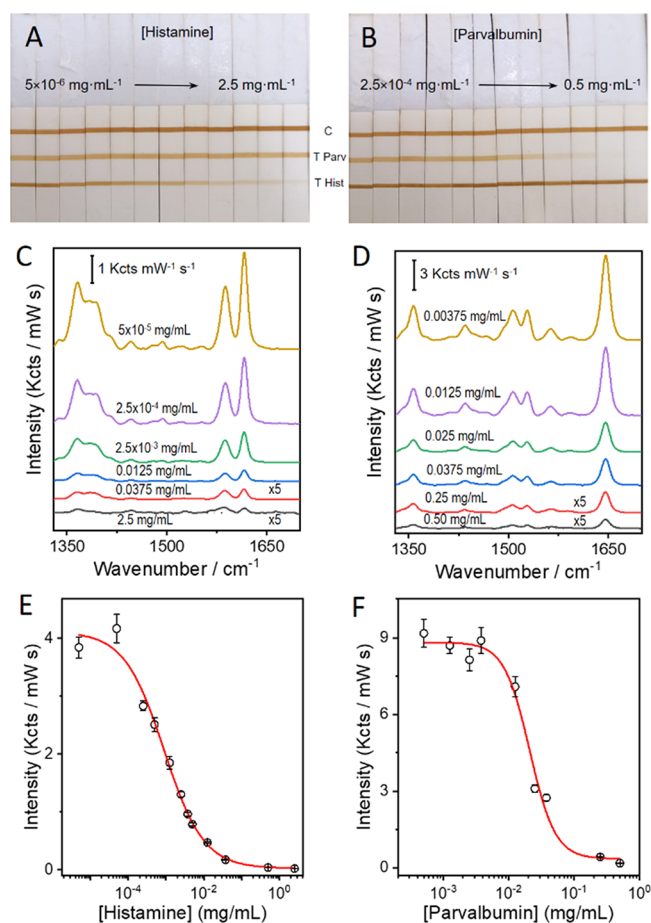 A
[Histamine]
5×10⁻⁶ mg·mL⁻¹
2.5 mg·mL⁻¹
B
[Parvalbumin]
2.5×10⁻⁴ mg·mL⁻¹
0.5 mg·mL⁻¹
C
T Parv
T Hist
C
1 Kcts mW⁻¹ s⁻¹
5x10⁻⁵ mg/mL
2.5x10⁻⁴ mg/mL
2.5x10⁻³ mg/mL
0.0125 mg/mL
0.0375 mg/mL
x5
2.5 mg/mL
x5
Intensity (Kcts / mW s)
1350
1500
1650
Wavenumber / cm⁻¹
D
3 Kcts mW⁻¹ s⁻¹
0.00375 mg/mL
0.0125 mg/mL
0.025 mg/mL
0.0375 mg/mL
0.25 mg/mL
x5
0.50 mg/mL
x5
Intensity (Kcts / mW s)
1350
1500
1650
Wavenumber / cm⁻¹
E
4
2
0
Intensity (Kcts / mW s)
10⁻⁴
10⁻²
10⁰
[Histamine] (mg/mL)
F
9
6
3
0
Intensity (Kcts / mW s)
10⁻³
10⁻²
10⁻¹
[Parvalbumin] (mg/mL)